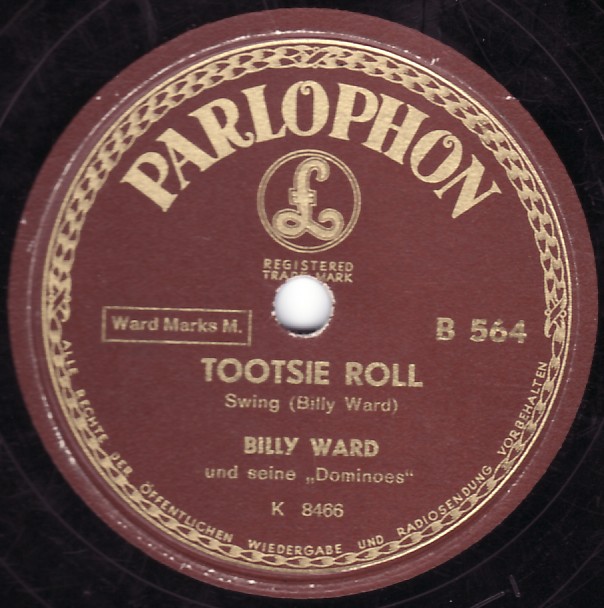 PARLOPHON
£
REGISTERED
TRADE MARK
Ward Marks M.
B 564
TOOTSIE ROLL
Swing (Billy Ward)
BILLY WARD
und seine „Dominoes“
K 8466
ALLE RECHTE DER ÖFFENTLICHEN WIEDERGABE UND RADIOSENDUNG VORBEHALTEN